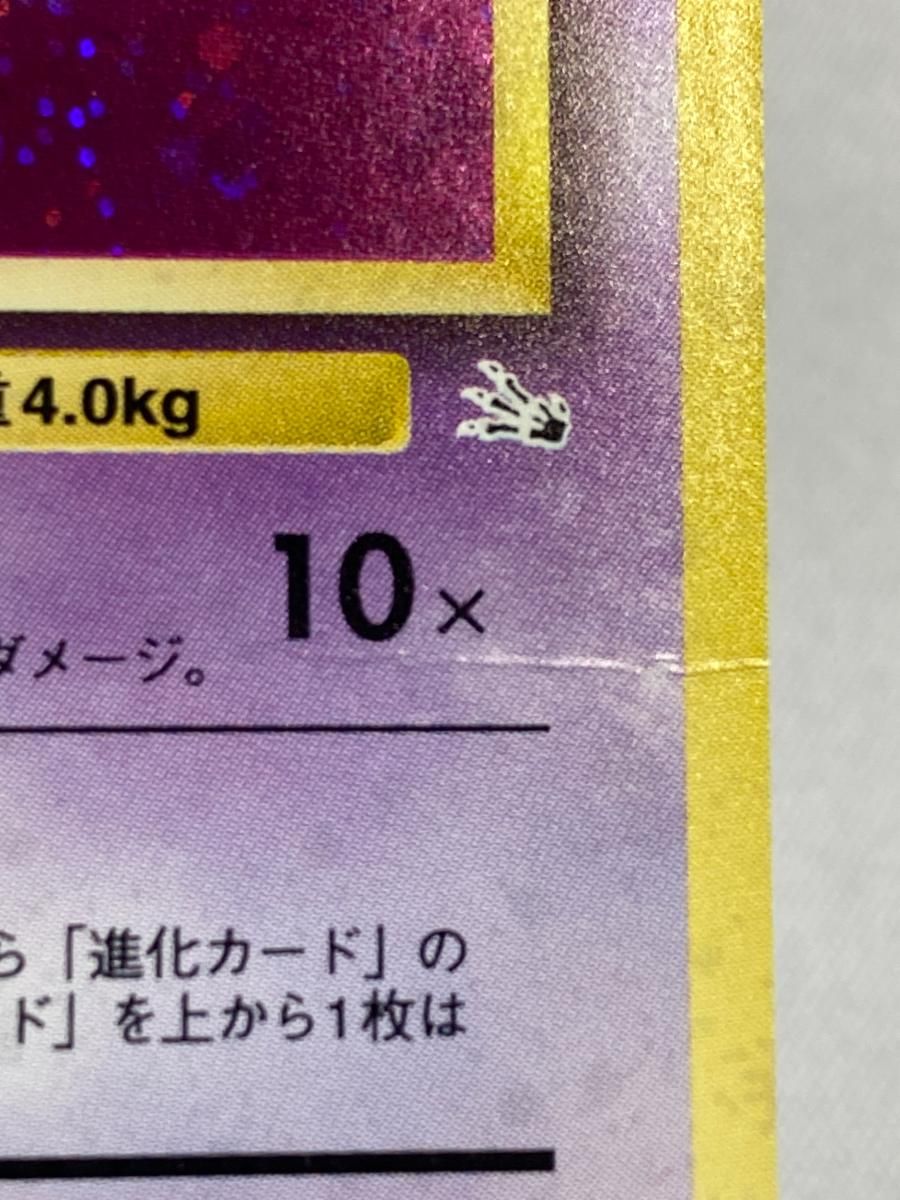 重4.0kg
10×
ダメージ。
ら「進化カード」の
ド」を上から1枚は